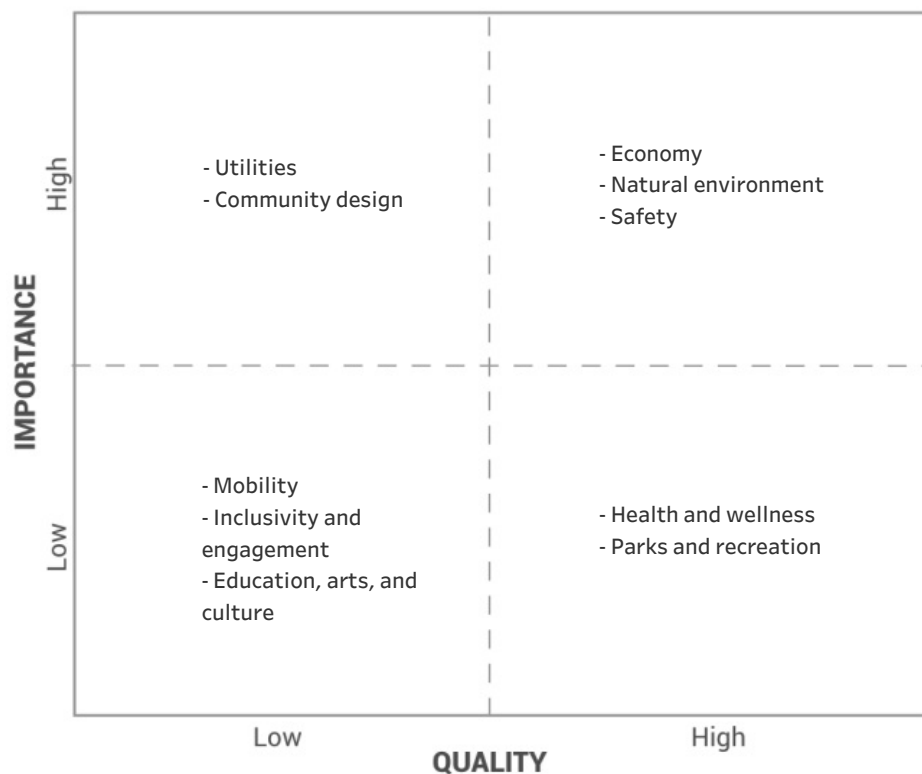 High
- Utilities
- Community design
- Economy
- Natural environment
- Safety
IMPORTANCE
Low
- Mobility
- Inclusivity and
engagement
- Education, arts, and
culture
- Health and wellness
- Parks and recreation
Low
High
QUALITY